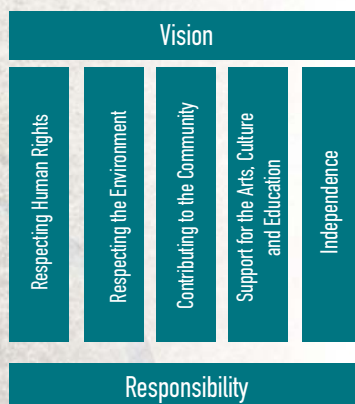 Vision
Respecting Human Rights
Respecting the Environment
Contributing to the Community
Support for the Arts, Culture
and Education
Independence
Responsibility